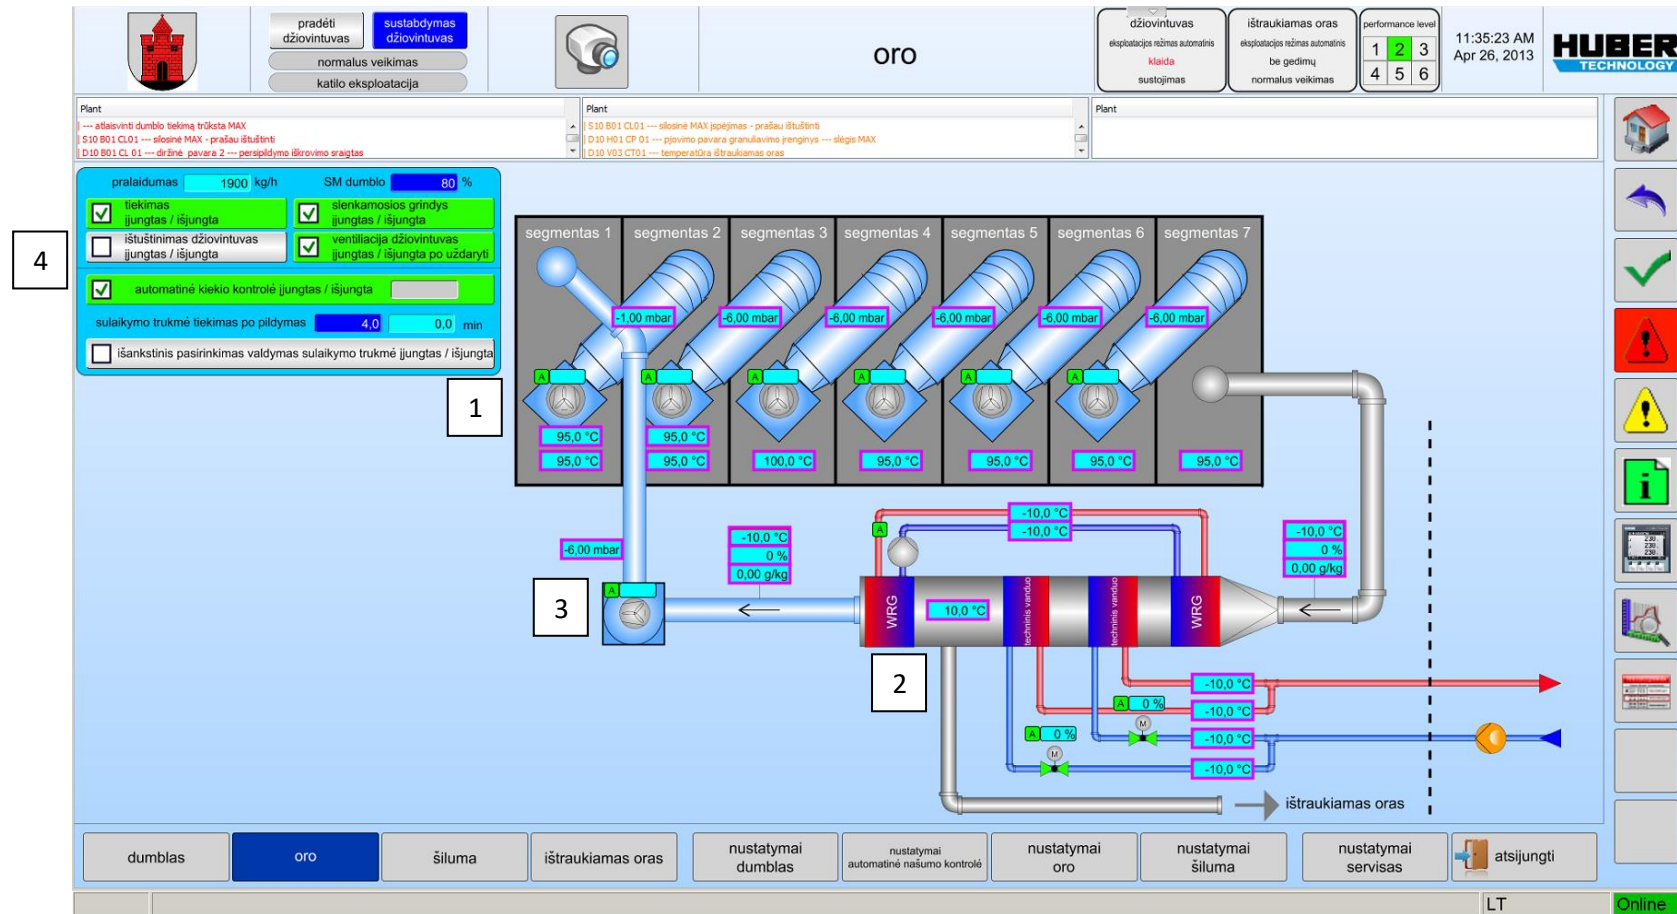 pradėti
džiovintuvas
sustabdymas
džiovintuvas
normalus veikimas
katilo eksploatacija
oro
džiovintuvas
eksploatacijos režimas automatinis
klaida
sustojimas
ištraukiamas oras
eksploatacijos režimas automatinis
be gedimų
normalus veikimas
performance level
1 2 3
4 5 6
11:35:23 AM
Apr 26, 2013
HUBER
TECHNOLOGY
Plant
| --- atlaisvinti dumblo tiekimą trūksta MAX
| S10 B01 CL01 --- silosinė MAX - prašau ištuštinti
| D10 B01 CL 01 --- diržinė pavara 2 --- persipildymo iškrovimo sraigtas
Plant
| S10 B01 CL01 --- silosinė MAX įspėjimas - prašau ištuštinti
| D10 H01 CP 01 --- pjovimo pavara granuliavimo įrenginys --- slėgis MAX
| D10 V03 CT01 --- temperatūra ištraukiamas oras
Plant
pralaidumas 1900 kg/h SM dumblo 80 %
tiekimas
įjungtas / išjungta
slenkamosios grindys
įjungtas / išjungta
ištuštinimas džiovintuvas
įjungtas / išjungta
ventiliacija džiovintuvas
įjungtas / išjungta po uždaryti
automatinė kiekio kontrolė įjungtas / išjungta
sulaikymo trukmė tiekimas po pildymas 4,0 0,0 min
išankstinis pasirinkimas valdymas sulaikymo trukmė įjungtas / išjungta
4
segmentas 1 segmentas 2 segmentas 3 segmentas 4 segmentas 5 segmentas 6 segmentas 7
-1,00 mbar -6,00 mbar -6,00 mbar -6,00 mbar -6,00 mbar -6,00 mbar
A A A A A A
1
95,0 °C 95,0 °C
95,0 °C 95,0 °C 100,0 °C 95,0 °C 95,0 °C 95,0 °C 95,0 °C
-10,0 °C
-10,0 °C
A
-6,00 mbar
-10,0 °C
0 %
0,00 g/kg
-10,0 °C
0 %
0,00 g/kg
A
3
WRG
10,0 °C
techninis vanduo
techninis vanduo
WRG
2
-10,0 °C
A 0 %
-10,0 °C
M
A 0 %
-10,0 °C
M
-10,0 °C
ištraukiamas oras
dumblas
oro
šiluma
ištraukiamas oras
nustatymai
dumblas
nustatymai
automatinė našumo kontrolė
nustatymai
oro
nustatymai
šiluma
nustatymai
servisas
atsijungti
LT
Online